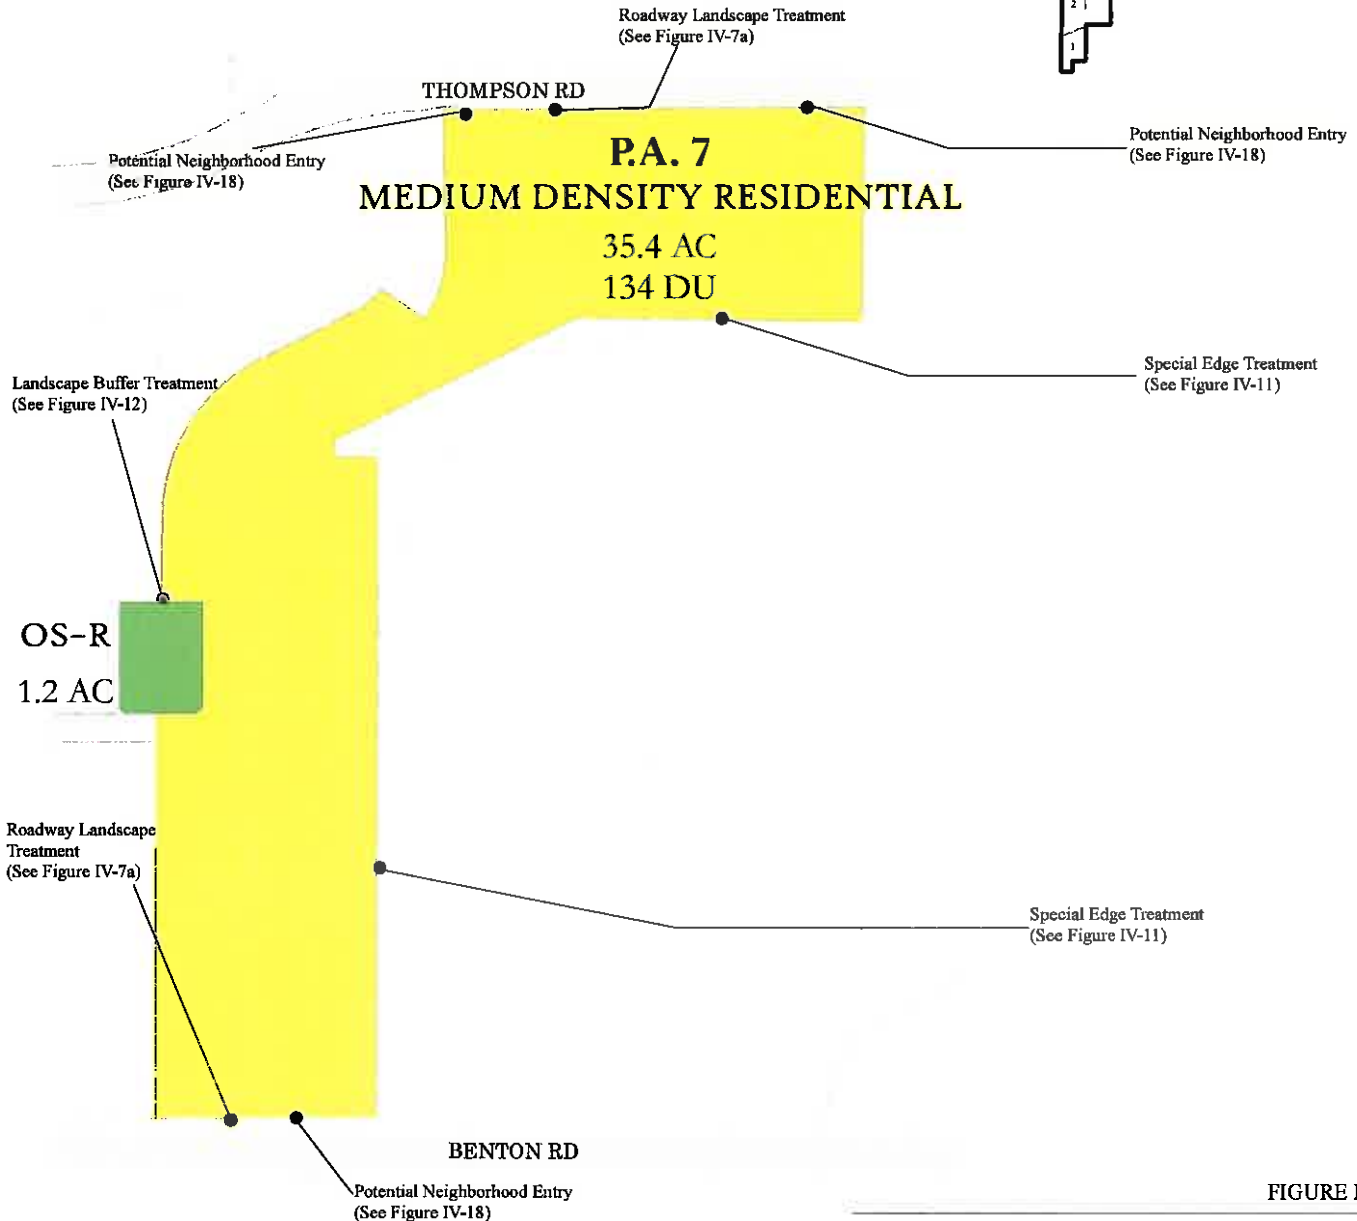 Roadway Landscape Treatment
(See Figure IV-7a)
2
1
THOMPSON RD
Potential Neighborhood Entry
(See Figure IV-18)
P.A. 7
MEDIUM DENSITY RESIDENTIAL
35.4 AC
134 DU
Potential Neighborhood Entry
(See Figure IV-18)
Special Edge Treatment
(See Figure IV-11)
Landscape Buffer Treatment
(See Figure IV-12)
OS-R
1.2 AC
Roadway Landscape
Treatment
(See Figure IV-7a)
Special Edge Treatment
(See Figure IV-11)
BENTON RD
Potential Neighborhood Entry
(See Figure IV-18)
FIGURE